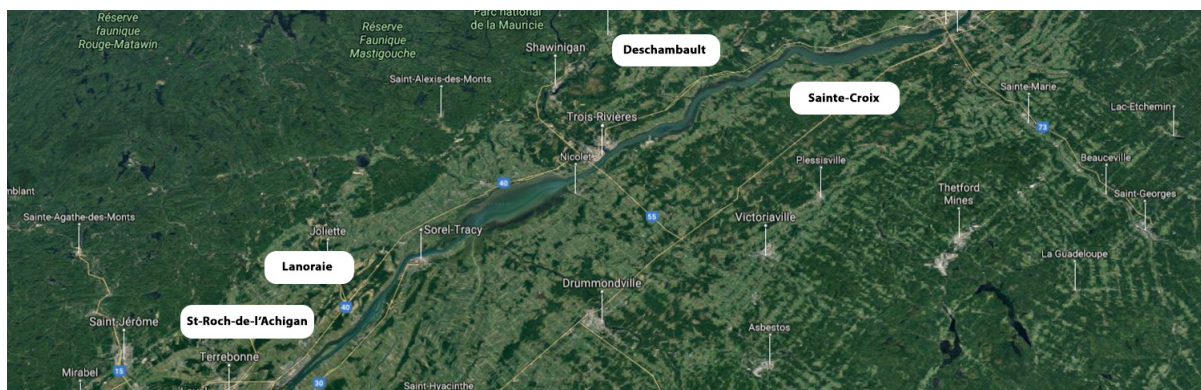 Réserve
faunique
Rouge-Matawin
Réserve
Faunique
Mastigouche
Parc national
de la Mauricie
Shawinigan
Deschambault
Saint-Alexis-des-Monts
Sainte-Croix
Sainte-Marie
Lac-Etchemin
73
Trois-Rivières
Nicolet
Plessisville
Beauceville
mblant
40
Saint-Georges
Sainte-Agathe-des-Monts
55
Victoriaville
Thetford
Mines
Joliette
Sorel-Tracy
La Guadeloupe
Lanoraie
Drummondville
40
St-Roch-de-l'Achigan
Saint-Jérôme
Asbestos
Terrebonne
15
Mirabel
30
Saint-Hyacinthe